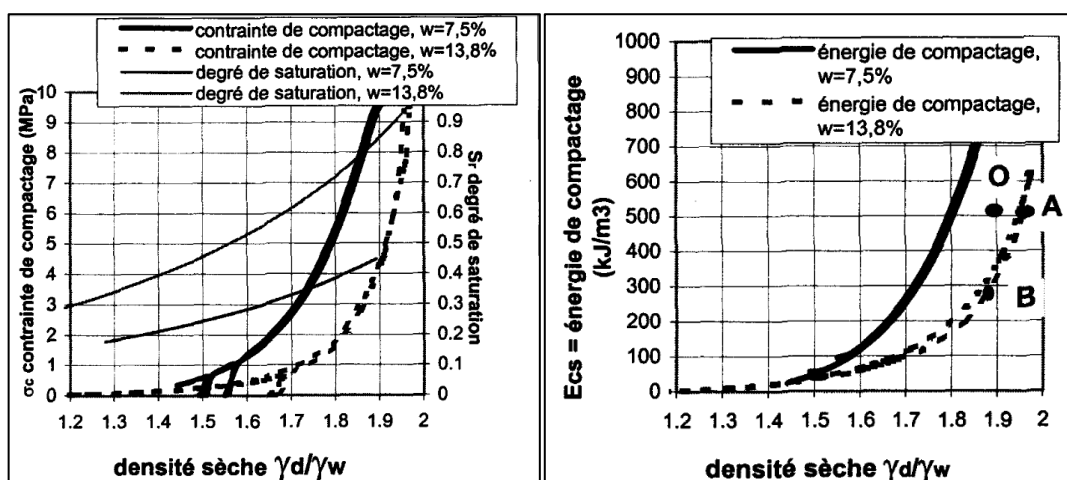 contrainte de compactage, w=7,5%
contrainte de compactage, w=13,8%
degré de saturation, w=7,5%
degré de saturation, w=13,8%
σc contrainte de compactage (MPa)
10
9
8
7
6
5
4
3
2
1
0
0.9
0.8
0.7
0.6
0.5
0.4
0.3
0.2
0.1
0
Sr degré de saturation
1.2 1.3 1.4 1.5 1.6 1.7 1.8 1.9 2
densité sèche γd/γw
énergie de compactage,
w=7,5%
énergie de compactage,
w=13,8%
Ecs = énergie de compactage
(kJ/m3)
1000
900
800
700
600
500
400
300
200
100
0
O
A
B
1.2 1.3 1.4 1.5 1.6 1.7 1.8 1.9 2
densité sèche γd/γw